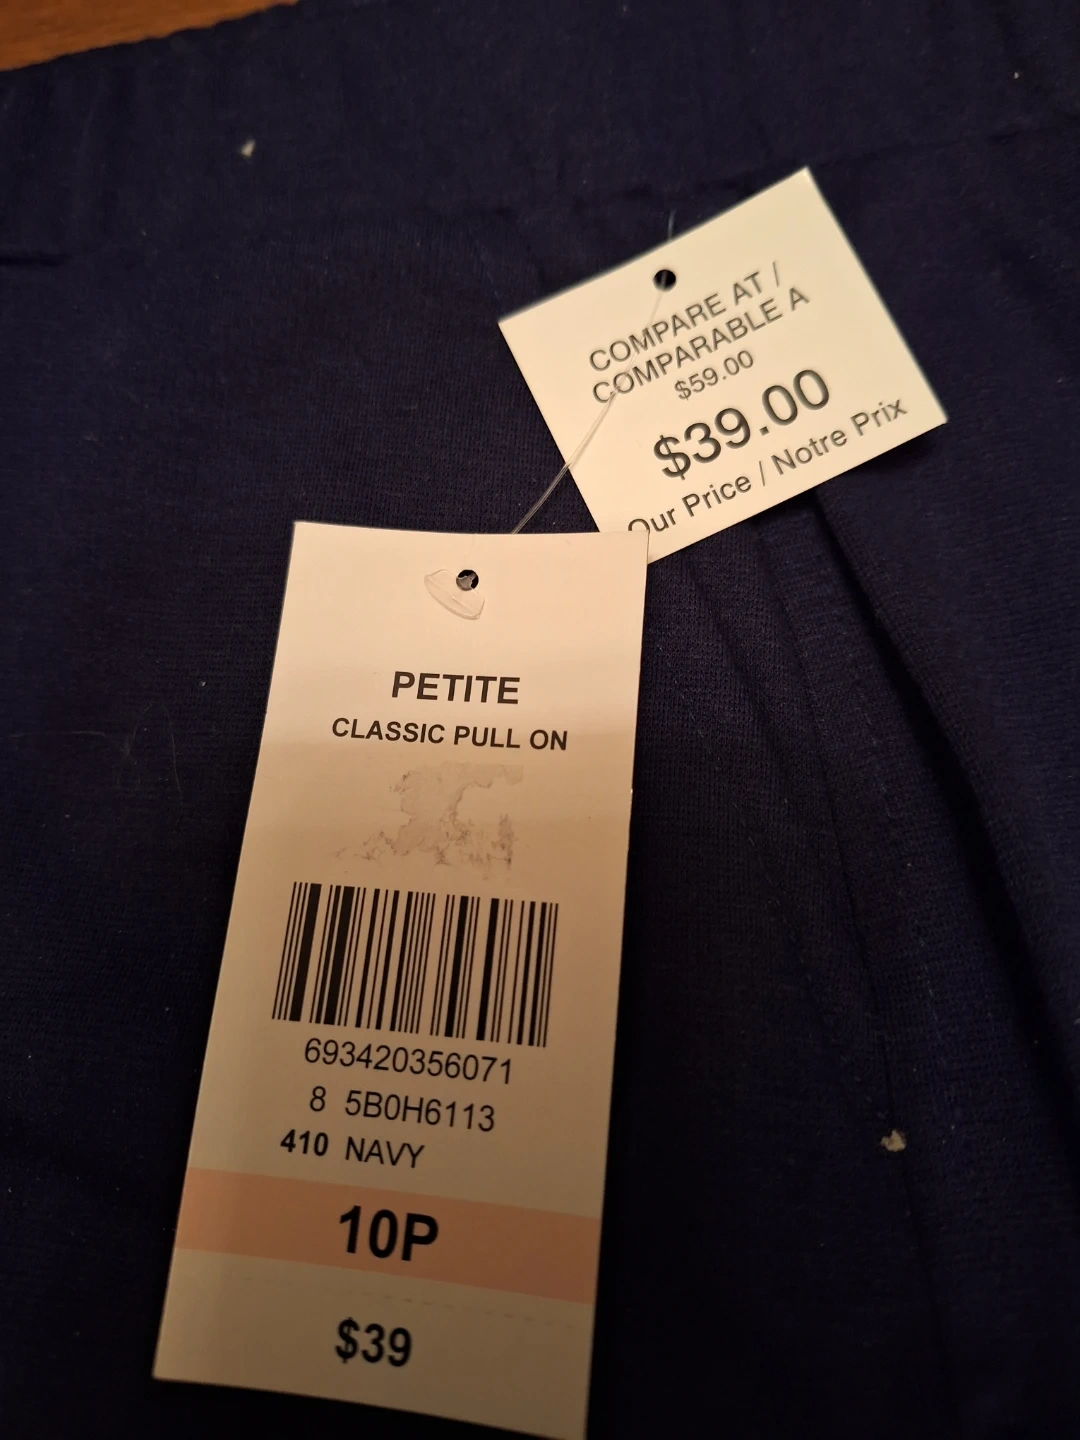 COMPARE AT /
COMPARABLE A
$59.00
$39.00
Our Price / Notre Prix
PETITE
CLASSIC PULL ON
693420356071
8 5B0H6113
410 NAVY
10P
$39